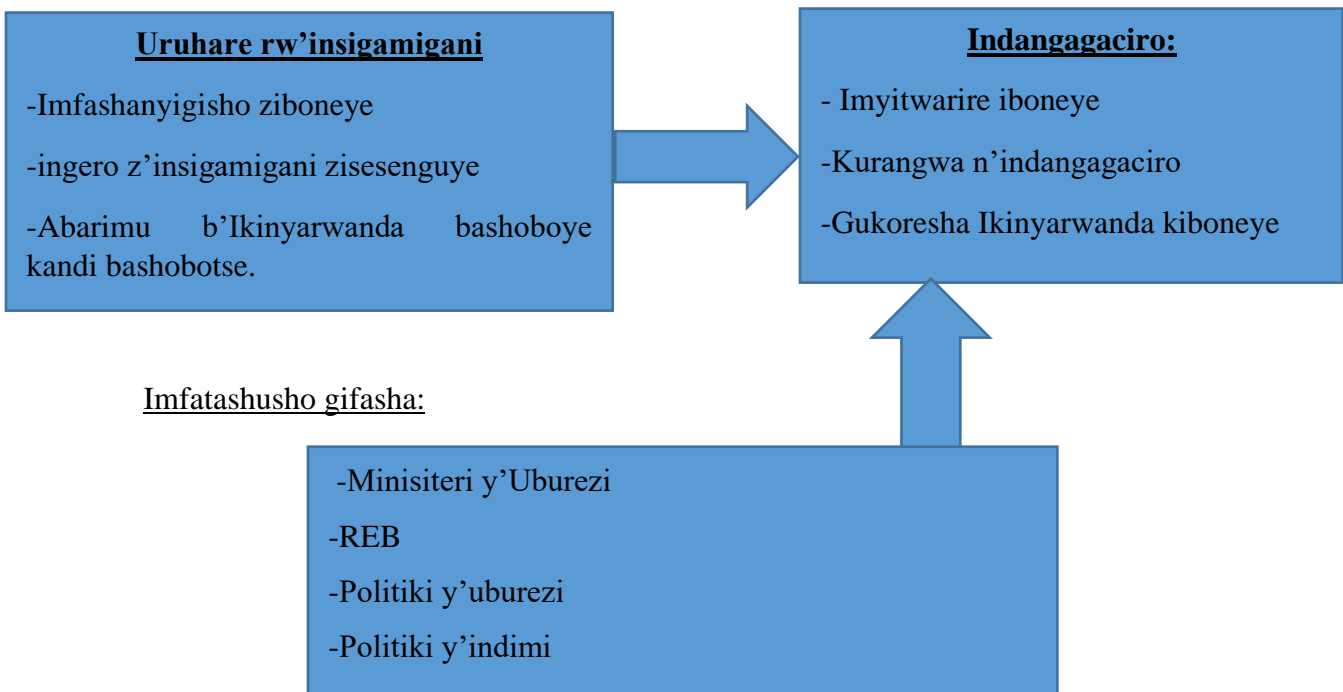 Uruhare rw’insigamigani
-Imfashanyigisho ziboneye
-ingero z’insigamigani zisesenguye
-Abarimu b’Ikinyarwanda bashoboye
kandi bashobotse.
Indangagaciro:
- Imyitwarire iboneye
-Kurangwa n’indangagaciro
-Gukoresha Ikinyarwanda kiboneye
Imfatashusho gifasha:
-Minisiteri y’Uburezi
-REB
-Politiki y’uburezi
-Politiki y’indimi